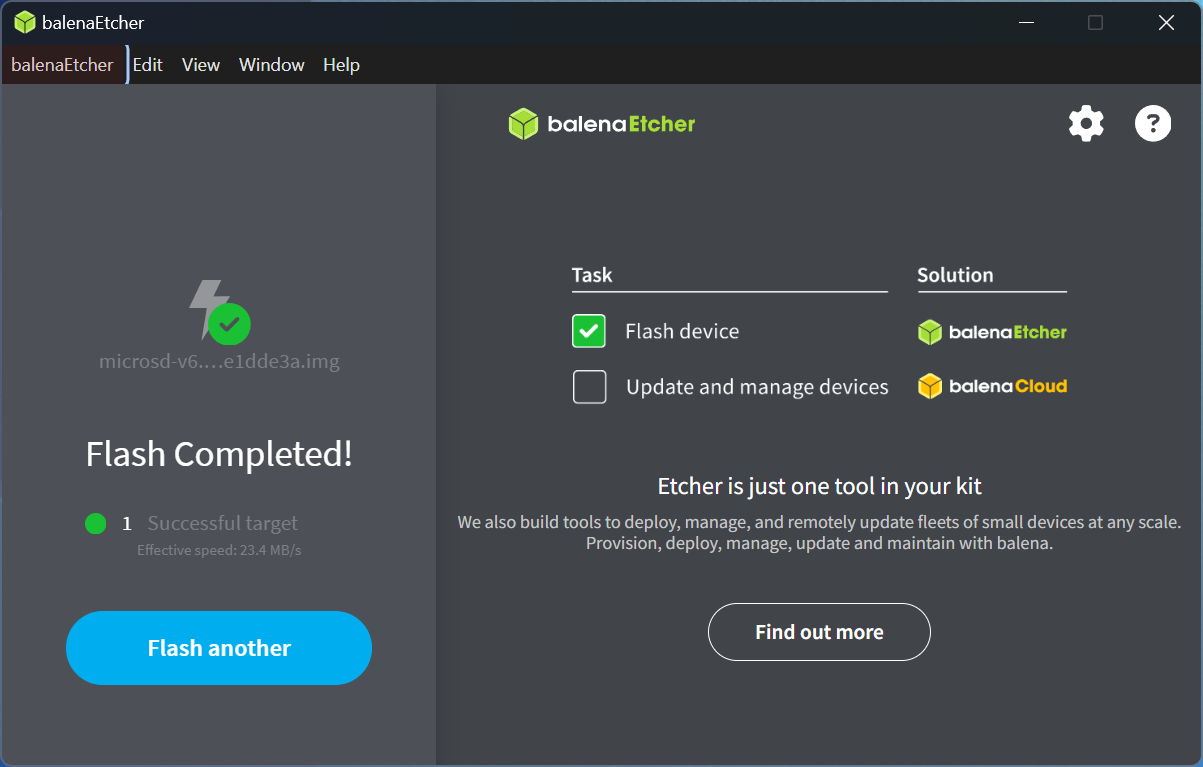 balenaEtcher
balenaEtcher Edit View Window Help
microsd-v6....e1dde3a.img
Flash Completed!
1 Successful target
Effective speed: 23.4 MB/s
Flash another
balenaEtcher
?
Task Solution
Flash device balenaEtcher
Update and manage devices balenaCloud
Etcher is just one tool in your kit
We also build tools to deploy, manage, and remotely update fleets of small devices at any scale.
Provision, deploy, manage, update and maintain with balena.
Find out more